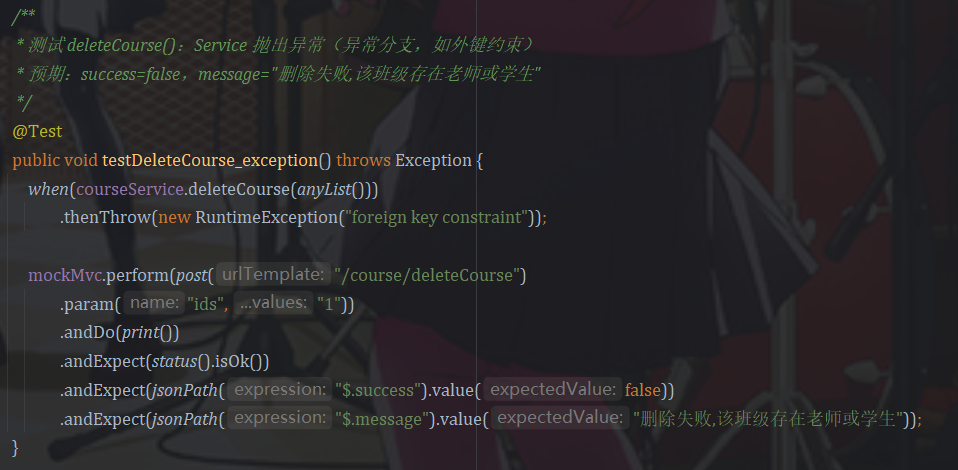 /**
 * 测试 deleteCourse()：Service 抛出异常（异常分支，如外键约束）
 * 预期：success=false，message="删除失败,该班级存在老师或学生"
 */
@Test
public void testDeleteCourse_exception() throws Exception {
    when(courseService.deleteCourse(anyList()))
            .thenThrow(new RuntimeException("foreign key constraint"));
    mockMvc.perform(post( urlTemplate: "/course/deleteCourse")
            .param( name: "ids", ...values: "1"))
            .andDo(print())
            .andExpect(status().isOk())
            .andExpect(jsonPath( expression: "$.success").value( expectedValue: false))
            .andExpect(jsonPath( expression: "$.message").value( expectedValue: "删除失败,该班级存在老师或学生"));
}